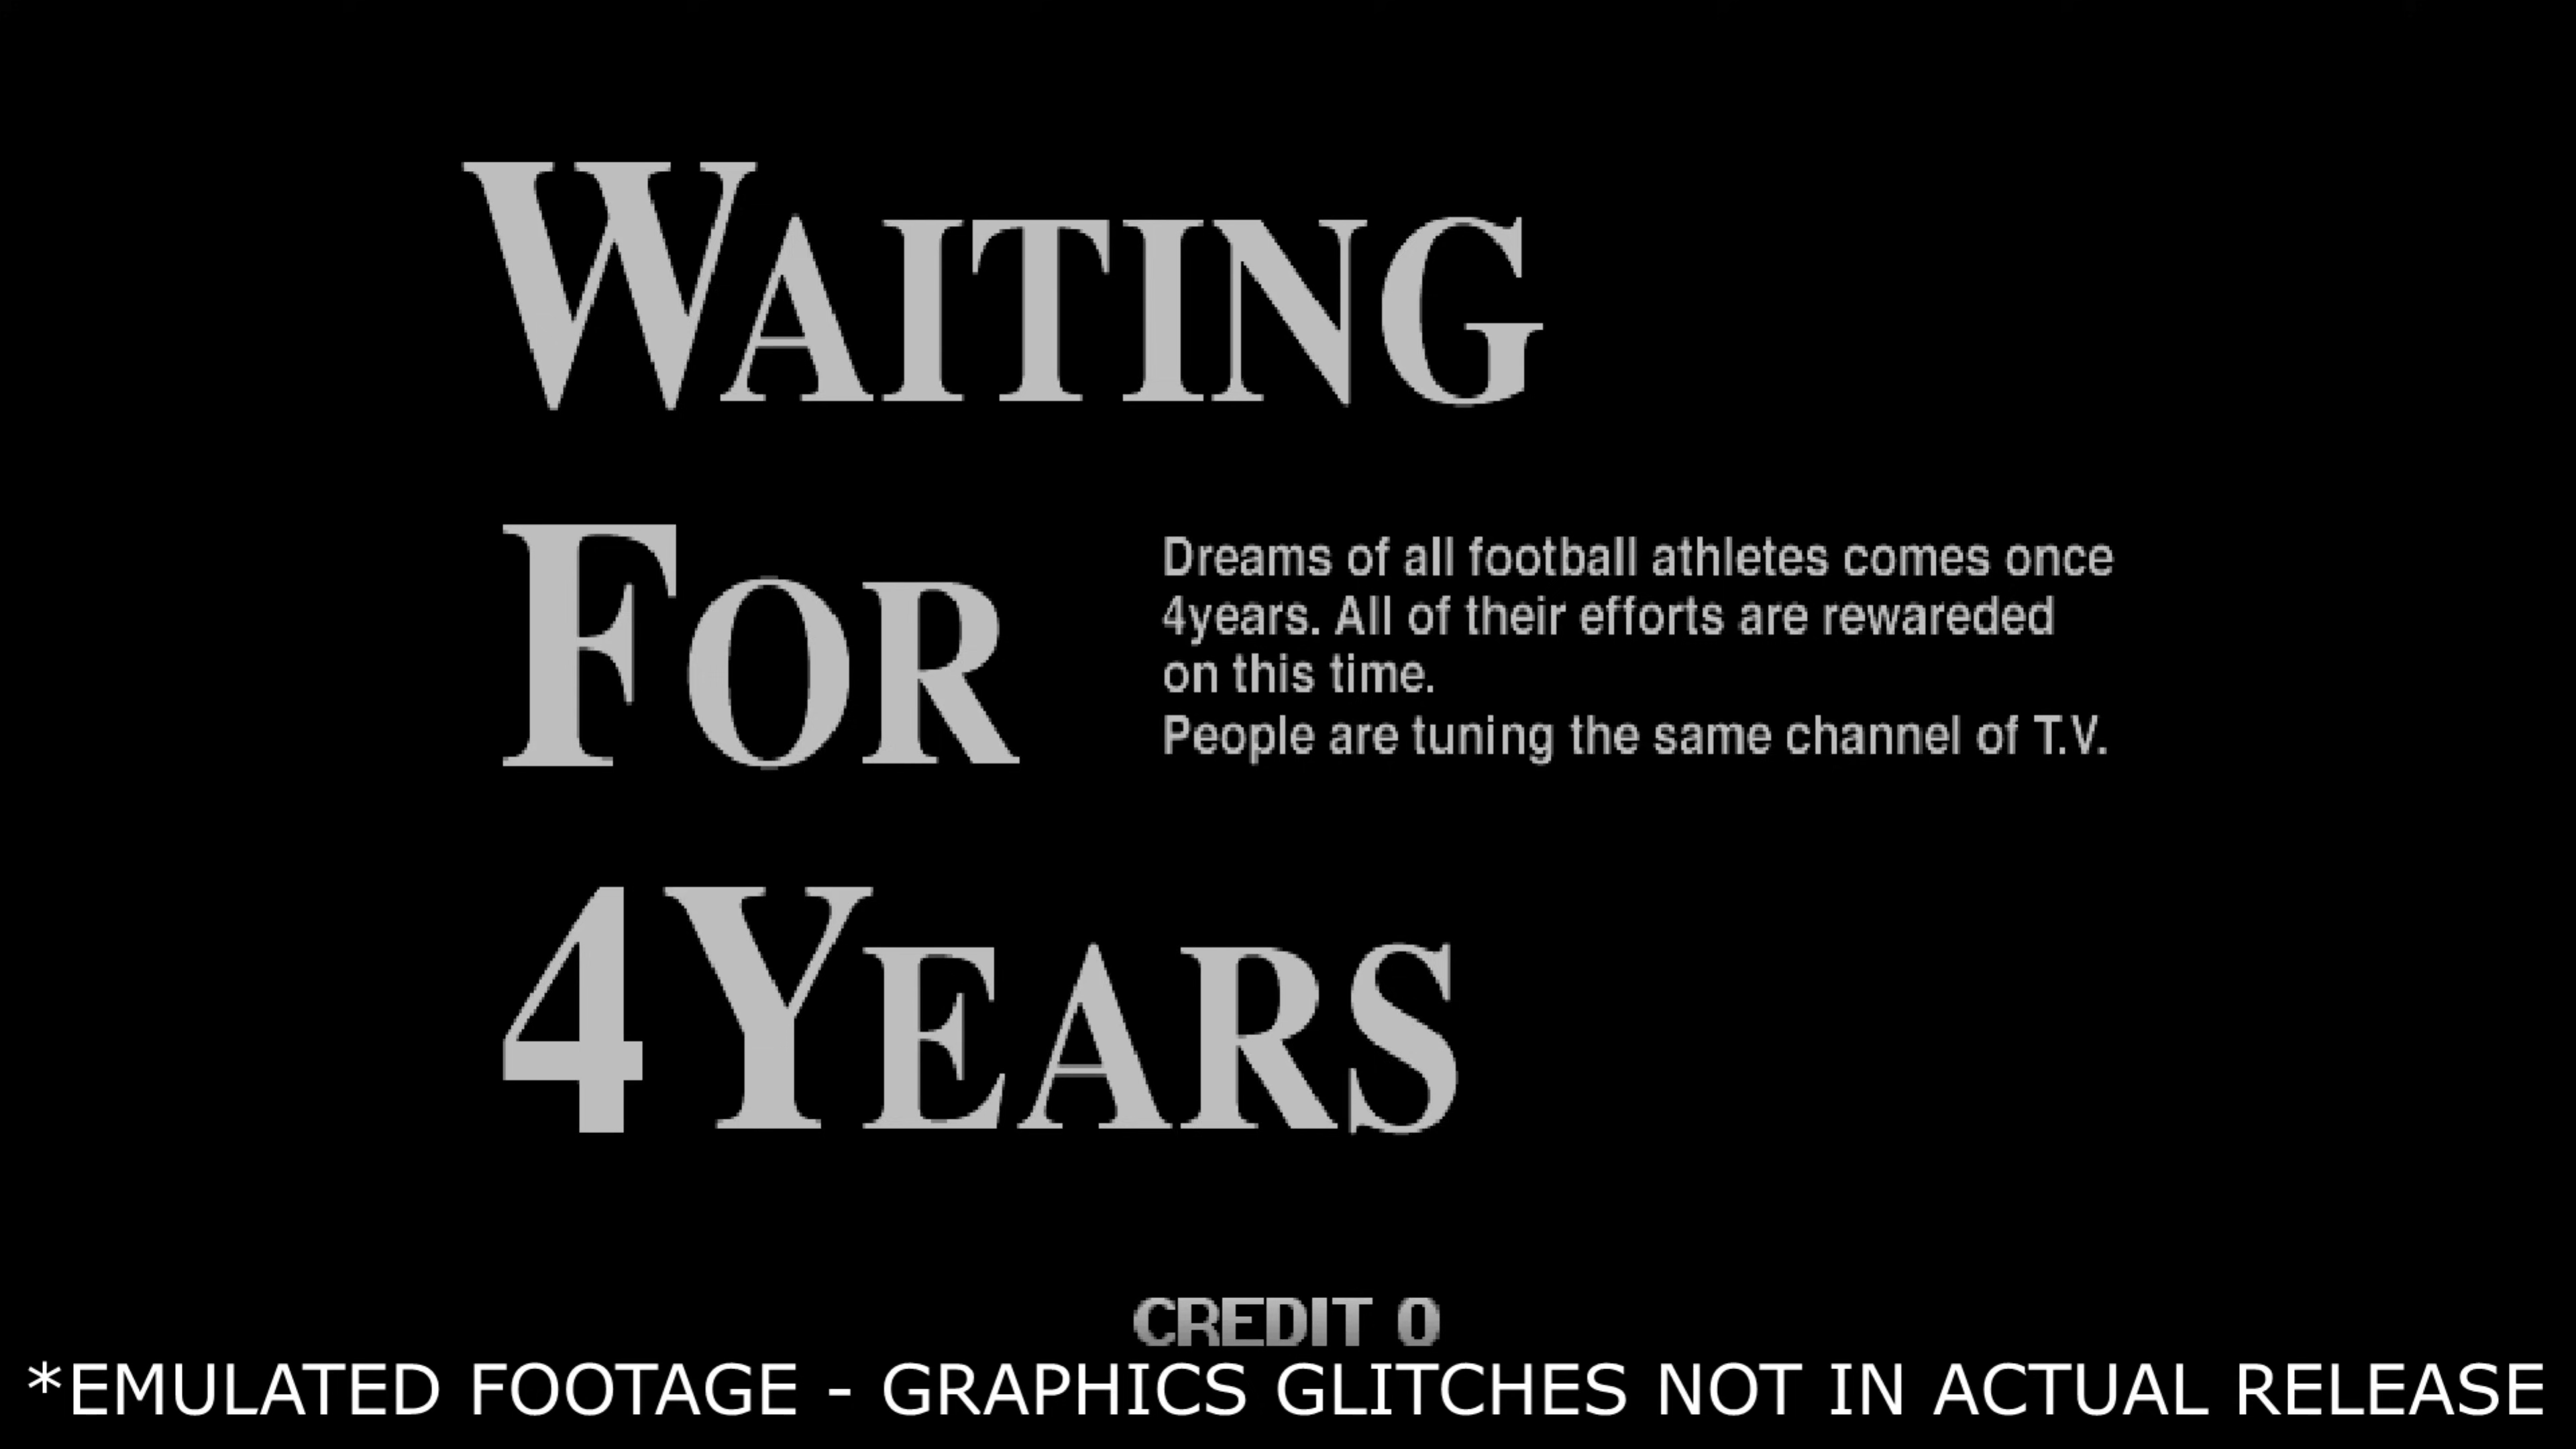 WAITING
FOR
Dreams of all football athletes comes once
4years. All of their efforts are rewareded
on this time.
People are tuning the same channel of T.V.
4YEARS
CREDIT 0
*EMULATED FOOTAGE - GRAPHICS GLITCHES NOT IN ACTUAL RELEASE